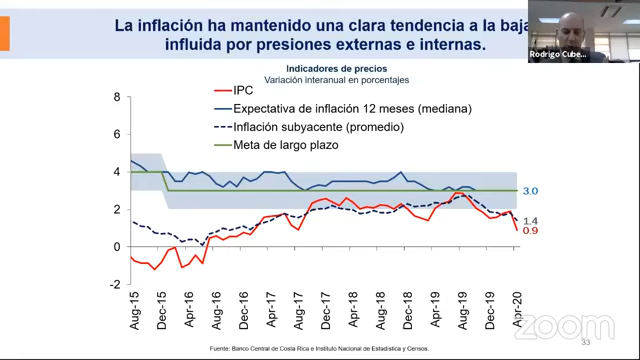 La inflación ha mantenido una clara tendencia a la baja
influida por presiones externas e internas.
Rodrigo Cube...
Indicadores de precios
Variación interanual en porcentajes
IPC
Expectativa de inflación 12 meses (mediana)
Inflación subyacente (promedio)
Meta de largo plazo
8
6
4
2
0
-2
3.0
1.4
0.9
Aug-15
Dec-15
Apr-16
Aug-16
Dec-16
Apr-17
Aug-17
Dec-17
Apr-18
Aug-18
Dec-18
Apr-19
Aug-19
Dec-19
Apr-20
zoom
Fuente: Banco Central de Costa Rica e Instituto Nacional de Estadística y Censos.
33